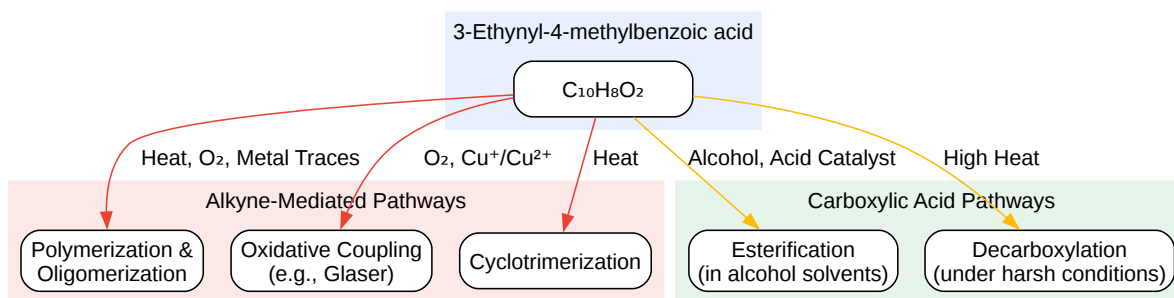 3-Ethynyl-4-methylbenzoic acid
C₁₀H₈O₂
Heat, O₂, Metal Traces
O₂, Cu⁺/Cu²⁺
Heat
Alcohol, Acid Catalyst
High Heat
Alkyne-Mediated Pathways
Carboxylic Acid Pathways
Polymerization &
Oligomerization
Oxidative Coupling
(e.g., Glaser)
Cyclotrimerization
Esterification
(in alcohol solvents)
Decarboxylation
(under harsh conditions)